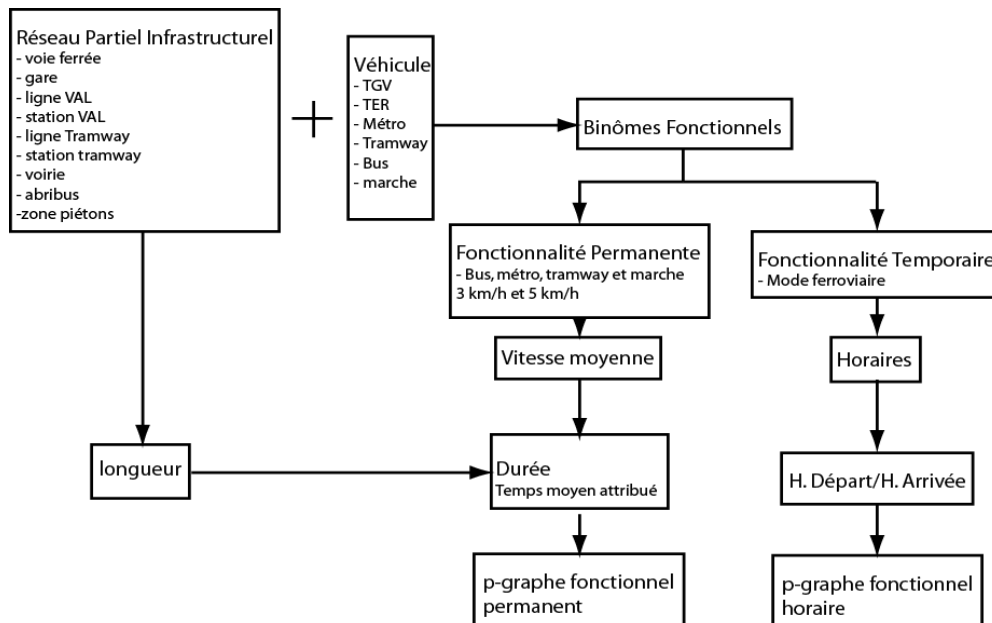 Réseau Partiel Infrastructurel
- voie ferrée
- gare
- ligne VAL
- station VAL
- ligne Tramway
- station tramway
- voirie
- abribus
-zone piétons
+
Véhicule
- TGV
- TER
- Métro
- Tramway
- Bus
- marche
Binômes Fonctionnels
Fonctionnalité Permanente
- Bus, métro, tramway et marche
3 km/h et 5 km/h
Fonctionnalité Temporaire
- Mode ferroviaire
Vitesse moyenne
Horaires
longueur
Durée
Temps moyen attribué
H. Départ/H. Arrivée
p-graphe fonctionnel
permanent
p-graphe fonctionnel
horaire